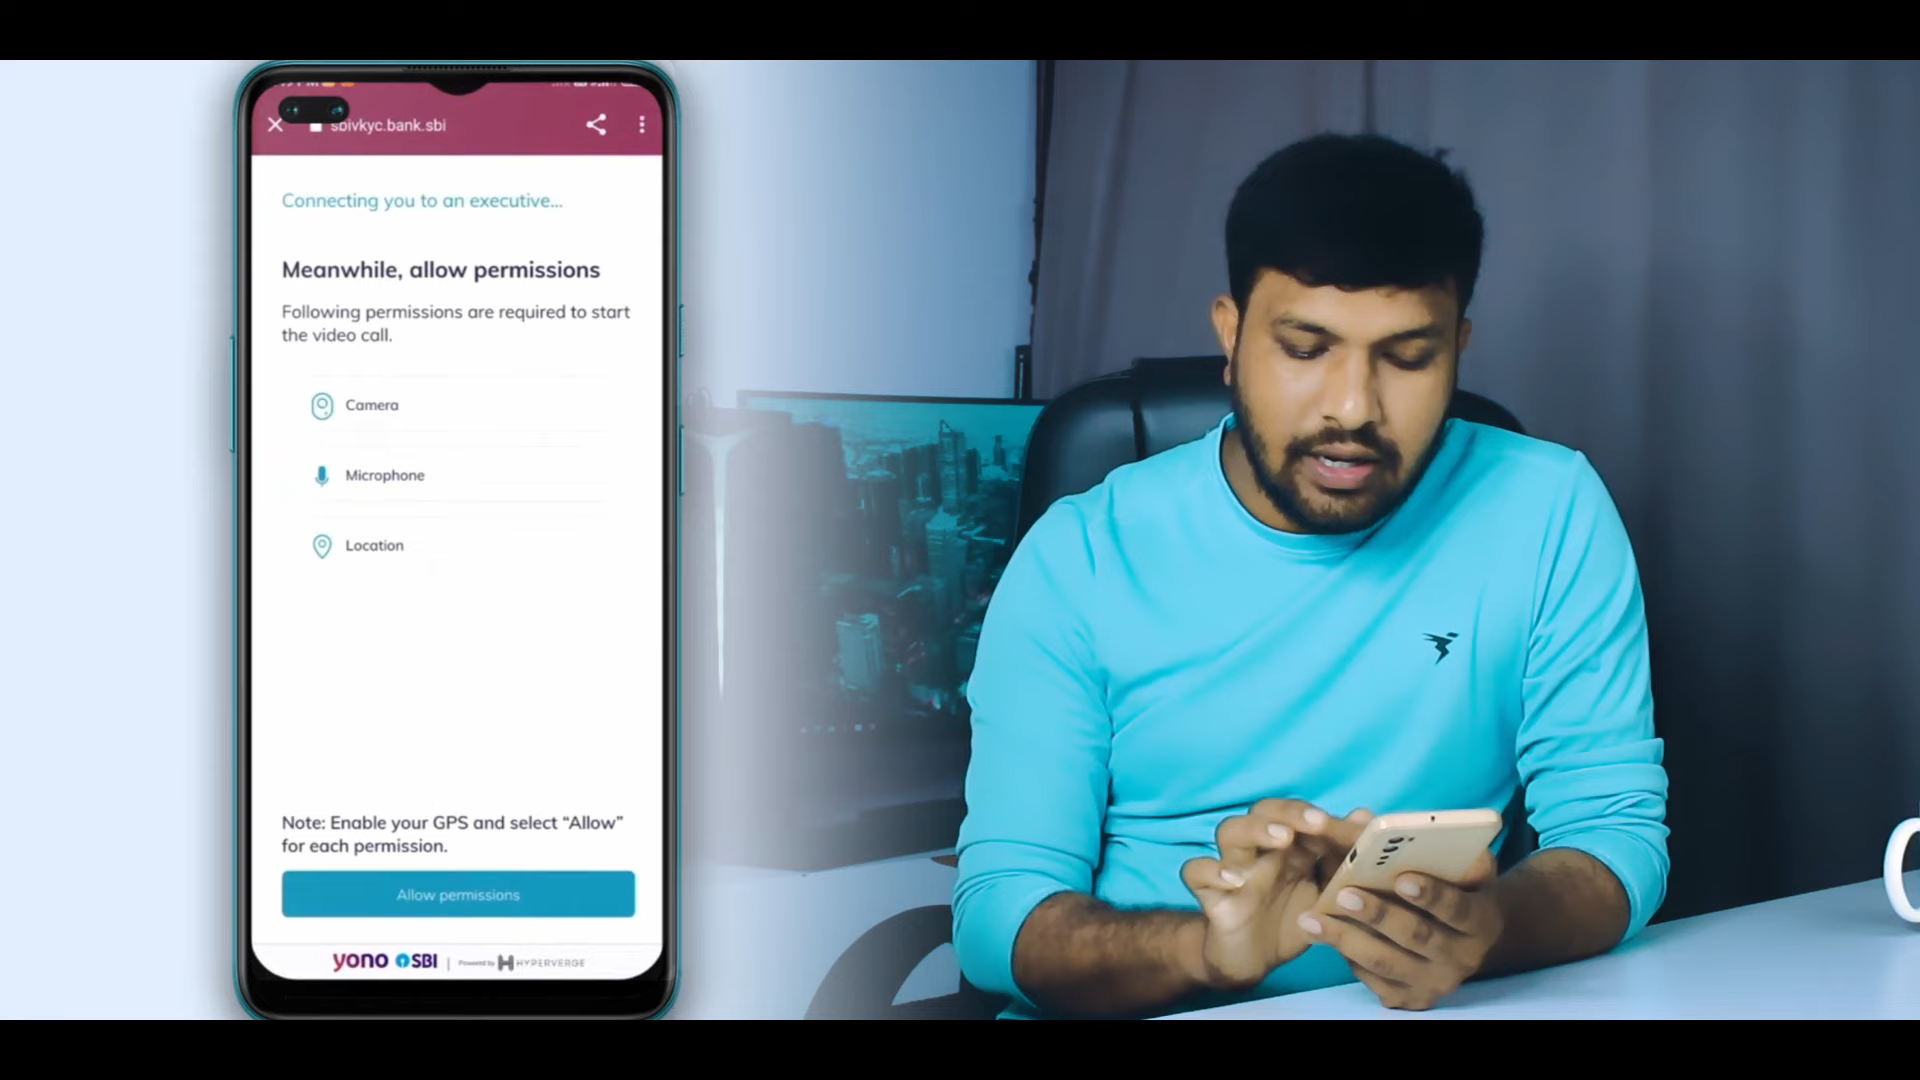 sbivkyc.bank.sbi
Connecting you to an executive...
Meanwhile, allow permissions
Following permissions are required to start
the video call.
Camera
Microphone
Location
Note: Enable your GPS and select “Allow”
for each permission.
Allow permissions
yono SBI | Powered by HYPERVERGE